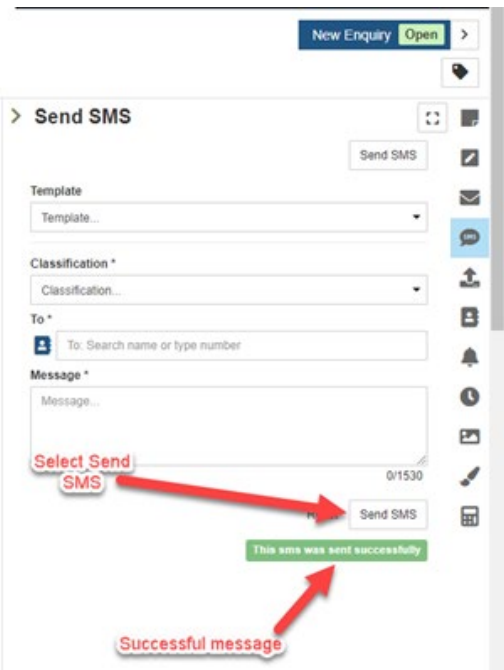 New Enquiry Open
Send SMS
Send SMS
Template
Template...
Classification *
Classification...
To *
To: Search name or type number
Message *
Message...
Select Send
SMS
0/1530
Send SMS
This sms was sent successfully
Successful message